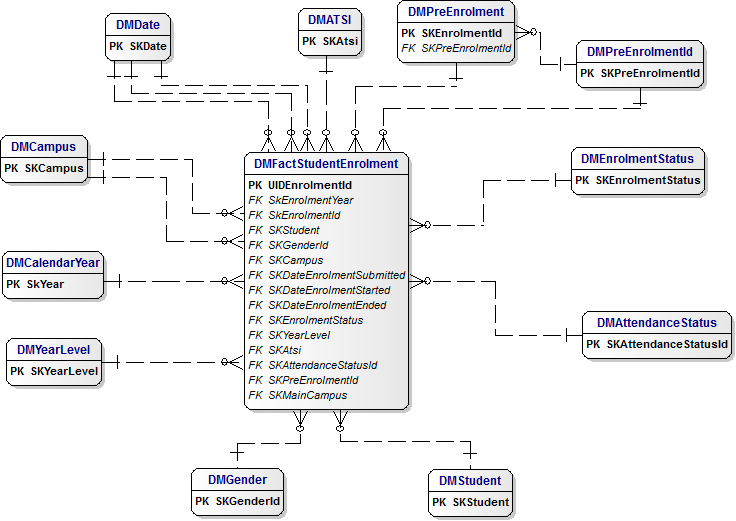 DMDate
PK SKDate
DMATSI
PK SKAtsi
DMPreEnrolment
PK SKEnrolmentId
FK SKPreEnrolmentId
DMPreEnrolmentId
PK SKPreEnrolmentId
DMCampus
PK SKCampus
DMFactStudentEnrolment
PK UIDEnrolmentId
FK SkEnrolmentYear
FK SkEnrolmentId
FK SKStudent
FK SKGenderId
FK SKCampus
FK SKDateEnrolmentSubmitted
FK SKDateEnrolmentStarted
FK SKDateEnrolmentEnded
FK SKEnrolmentStatus
FK SKYearLevel
FK SKAtsi
FK SKAttendanceStatusId
FK SKPreEnrolmentId
FK SKMainCampus
DMEnrolmentStatus
PK SKEnrolmentStatus
DMCalendarYear
PK SkYear
DMAttendanceStatus
PK SKAttendanceStatusId
DMYearLevel
PK SKYearLevel
DMGender
PK SKGenderId
DMStudent
PK SKStudent